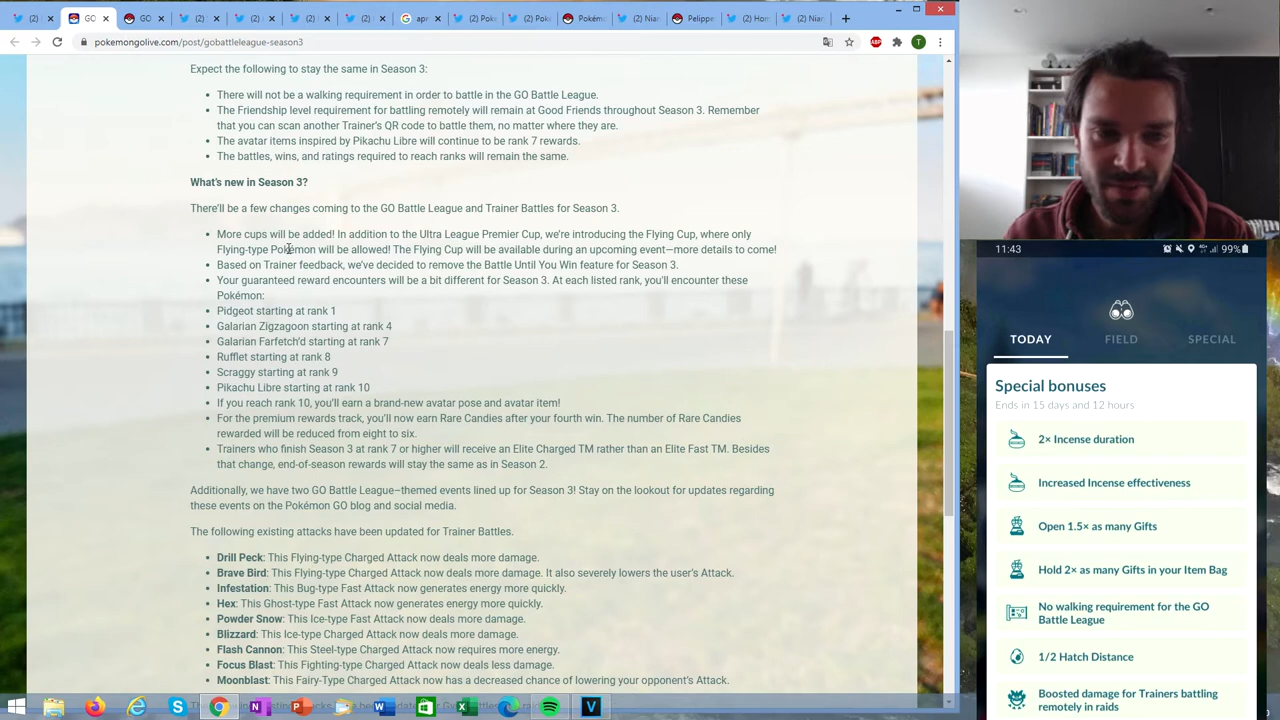 GO
apr
(2) Pok
(2) Pok
Pokémo
(2) Nian
Pelippe
(2) Hom
(2) Nian
pokemongolive.com/post/gobattleleague-season3
ABP
T
Expect the following to stay the same in Season 3:
There will not be a walking requirement in order to battle in the GO Battle League.
The Friendship level requirement for battling remotely will remain at Good Friends throughout Season 3. Remember
that you can scan another Trainer's QR code to battle them, no matter where they are.
The avatar items inspired by Pikachu Libre will continue to be rank 7 rewards.
The battles, wins, and ratings required to reach ranks will remain the same.
What's new in Season 3?
There'll be a few changes coming to the GO Battle League and Trainer Battles for Season 3.
More cups will be added! In addition to the Ultra League Premier Cup, we're introducing the Flying Cup, where only
Flying-type Pokémon will be allowed! The Flying Cup will be available during an upcoming event—more details to come!
Based on Trainer feedback, we've decided to remove the Battle Until You Win feature for Season 3.
Your guaranteed reward encounters will be a bit different for Season 3. At each listed rank, you'll encounter these
Pokémon:
Pidgeot starting at rank 1
Galarian Zigzagoon starting at rank 4
Galarian Farfetch'd starting at rank 7
Rufflet starting at rank 8
Scraggy starting at rank 9
Pikachu Libre starting at rank 10
If you reach rank 10, you'll earn a brand-new avatar pose and avatar item!
For the premium rewards track, you'll now earn Rare Candies after your fourth win. The number of Rare Candies
rewarded will be reduced from eight to six.
Trainers who finish Season 3 at rank 7 or higher will receive an Elite Charged TM rather than an Elite Fast TM. Besides
that change, end-of-season rewards will stay the same as in Season 2.
Additionally, we have two GO Battle League–themed events lined up for Season 3! Stay on the lookout for updates regarding
these events on the Pokémon GO blog and social media.
The following existing attacks have been updated for Trainer Battles.
Drill Peck: This Flying-type Charged Attack now deals more damage.
Brave Bird: This Flying-type Charged Attack now deals more damage. It also severely lowers the user's Attack.
Infestation: This Bug-type Fast Attack now generates energy more quickly.
Hex: This Ghost-type Fast Attack now generates energy more quickly.
Powder Snow: This Ice-type Fast Attack now deals more damage.
Blizzard: This Ice-type Charged Attack now deals more damage.
Flash Cannon: This Steel-type Charged Attack now requires more energy.
Focus Blast: This Fighting-type Charged Attack now deals less damage.
Moonblast: This Fairy-Type Charged Attack now has a decreased chance of lowering your opponent's Attack.
11:43
99%
TODAY
FIELD
SPECIAL
Special bonuses
Ends in 15 days and 12 hours
2× Incense duration
Increased Incense effectiveness
Open 1.5× as many Gifts
Hold 2× as many Gifts in your Item Bag
No walking requirement for the GO
Battle League
1/2 Hatch Distance
Boosted damage for Trainers battling
remotely in raids